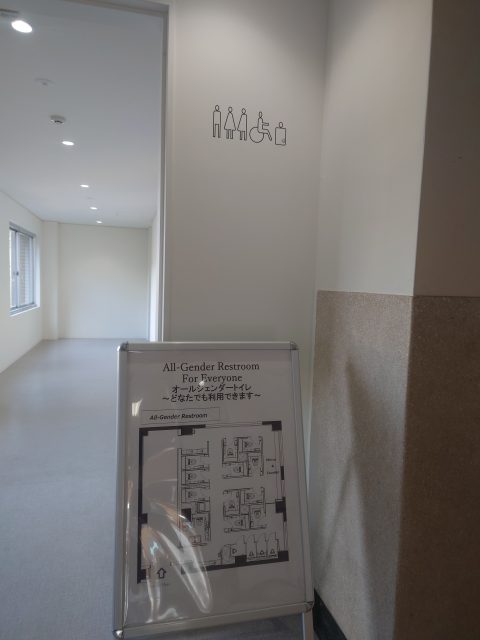 All-Gender Restroom
For Everyone
オールジェンダートイレ
～どなたでも利用できます～
All-Gender Restroom